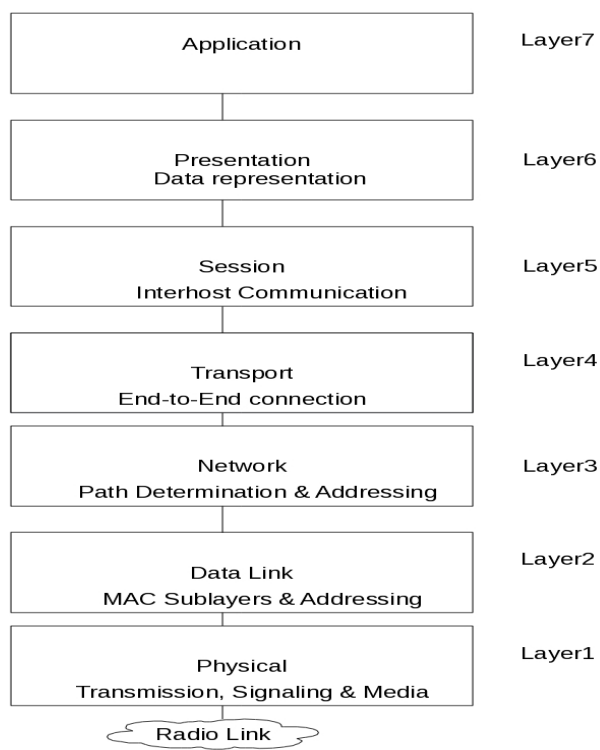 Application
Layer7
Presentation
Data representation
Layer6
Session
Interhost Communication
Layer5
Transport
End-to-End connection
Layer4
Network
Path Determination & Addressing
Layer3
Data Link
MAC Sublayers & Addressing
Layer2
Physical
Transmission, Signaling & Media
Layer1
Radio Link